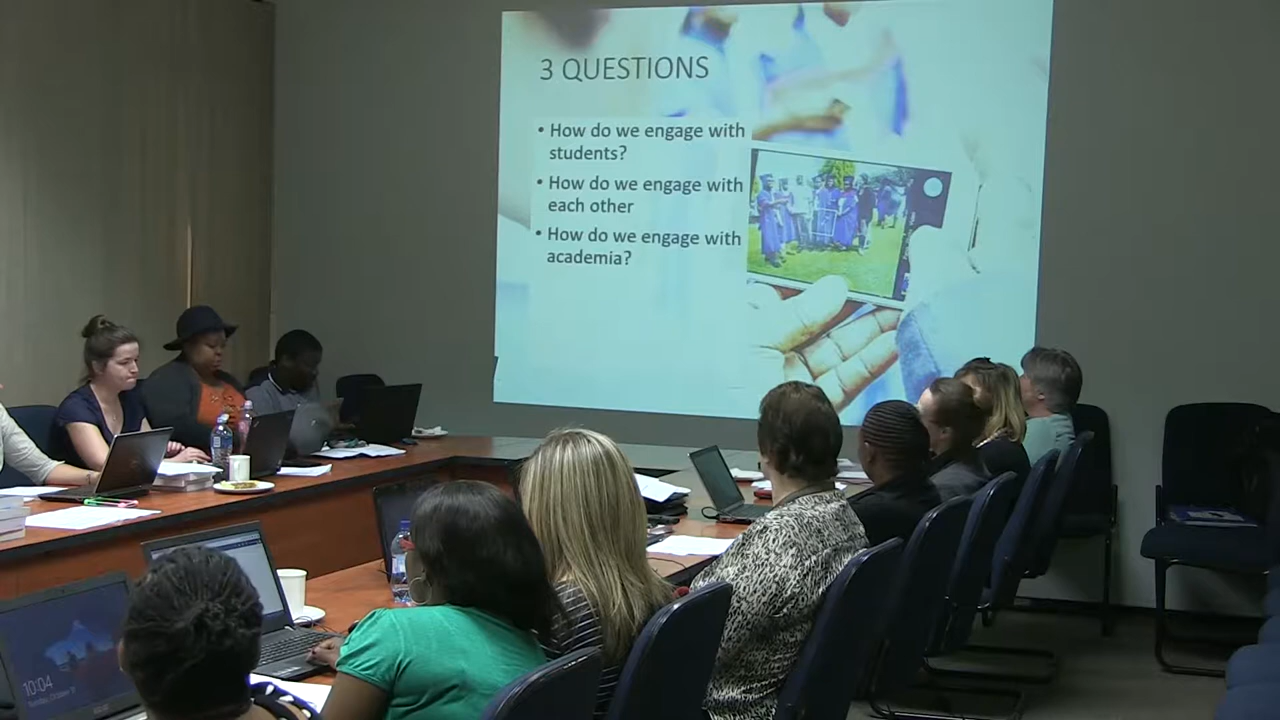 3 QUESTIONS
• How do we engage with
students?
• How do we engage with
each other
• How do we engage with
academia?
10:04